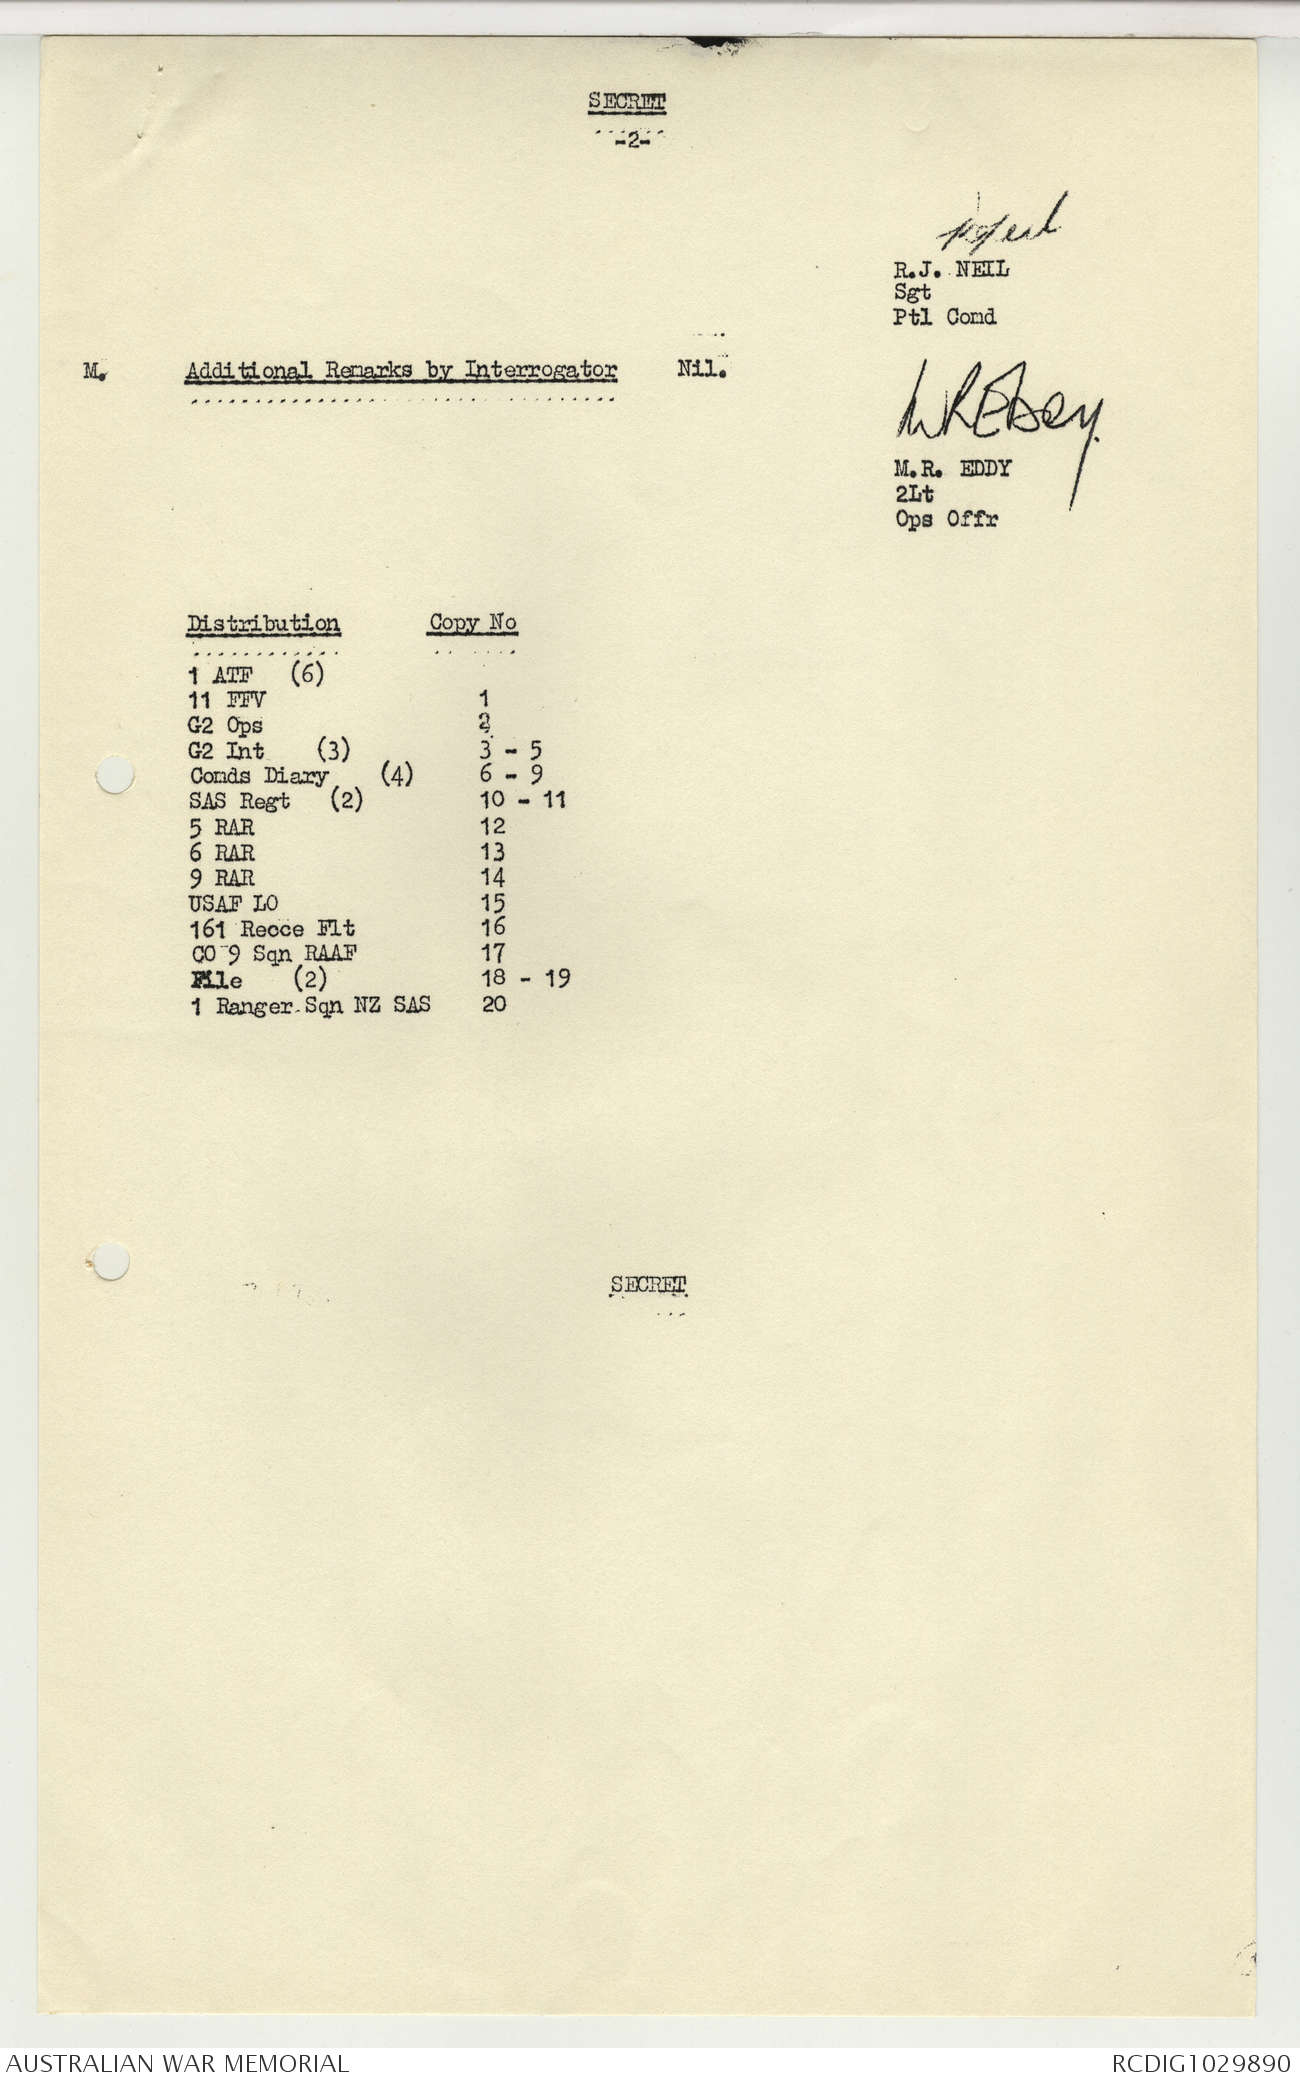 SECRET
-2-
R.J. NEIL
Sgt
Ptl Comd
M. Additional Remarks by Interrogator Nil.
MREddy.
M.R. EDDY
2Lt
Ops Offr
Distribution Copy No
1 ATF (6)
11 FFV 1
G2 Ops 2
G2 Int (3) 3 - 5
Comds Diary (4) 6 - 9
SAS Regt (2) 10 - 11
5 RAR 12
6 RAR 13
9 RAR 14
USAF LO 15
161 Recce Flt 16
CO 9 Sqn RAAF 17
File (2) 18 - 19
1 Ranger Sqn NZ SAS 20
SECRET
AUSTRALIAN WAR MEMORIAL RCDIG1029890